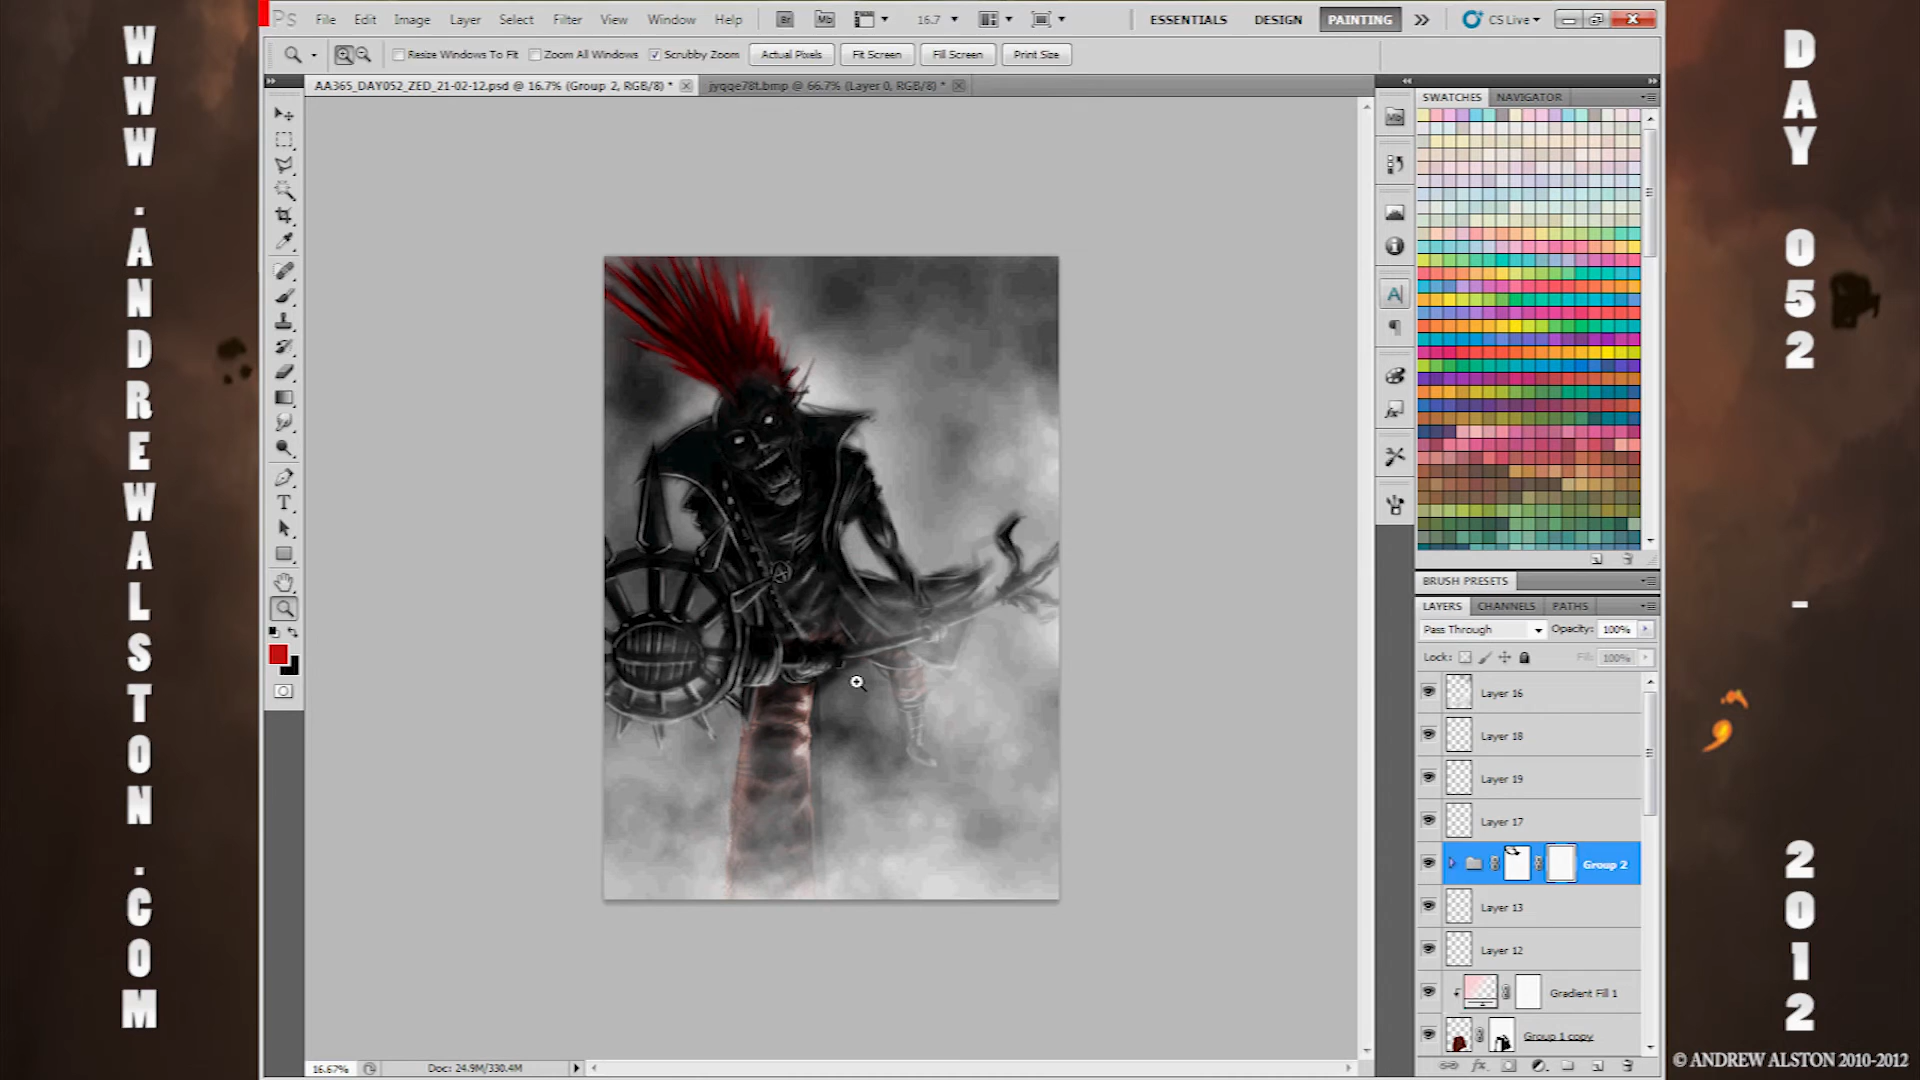 WWW.ANDREWALSTON.COM
Ps File Edit Image Layer Select Filter View Window Help Br Mb 16.7 ESSENTIALS DESIGN PAINTING CS Live
Resize Windows To Fit Zoom All Windows Scrubby Zoom Actual Pixels Fit Screen Fill Screen Print Size
AA365_DAY052_ZED_21-02-12.psd @ 16.7% (Group 2, RGB/8) * jyqqe78t.bmp @ 66.7% (Layer 0, RGB/8) *
SWATCHES NAVIGATOR
Mb
BRUSH PRESETS
LAYERS CHANNELS PATHS
Pass Through Opacity: 100%
Lock: Fill: 100%
Layer 16
Layer 18
Layer 19
Layer 17
Group 2
Layer 13
Layer 12
Gradient Fill 1
Group 1 copy
16.67% Doc: 24.9M/330.4M
DAY 052 - 2012
© ANDREW ALSTON 2010-2012